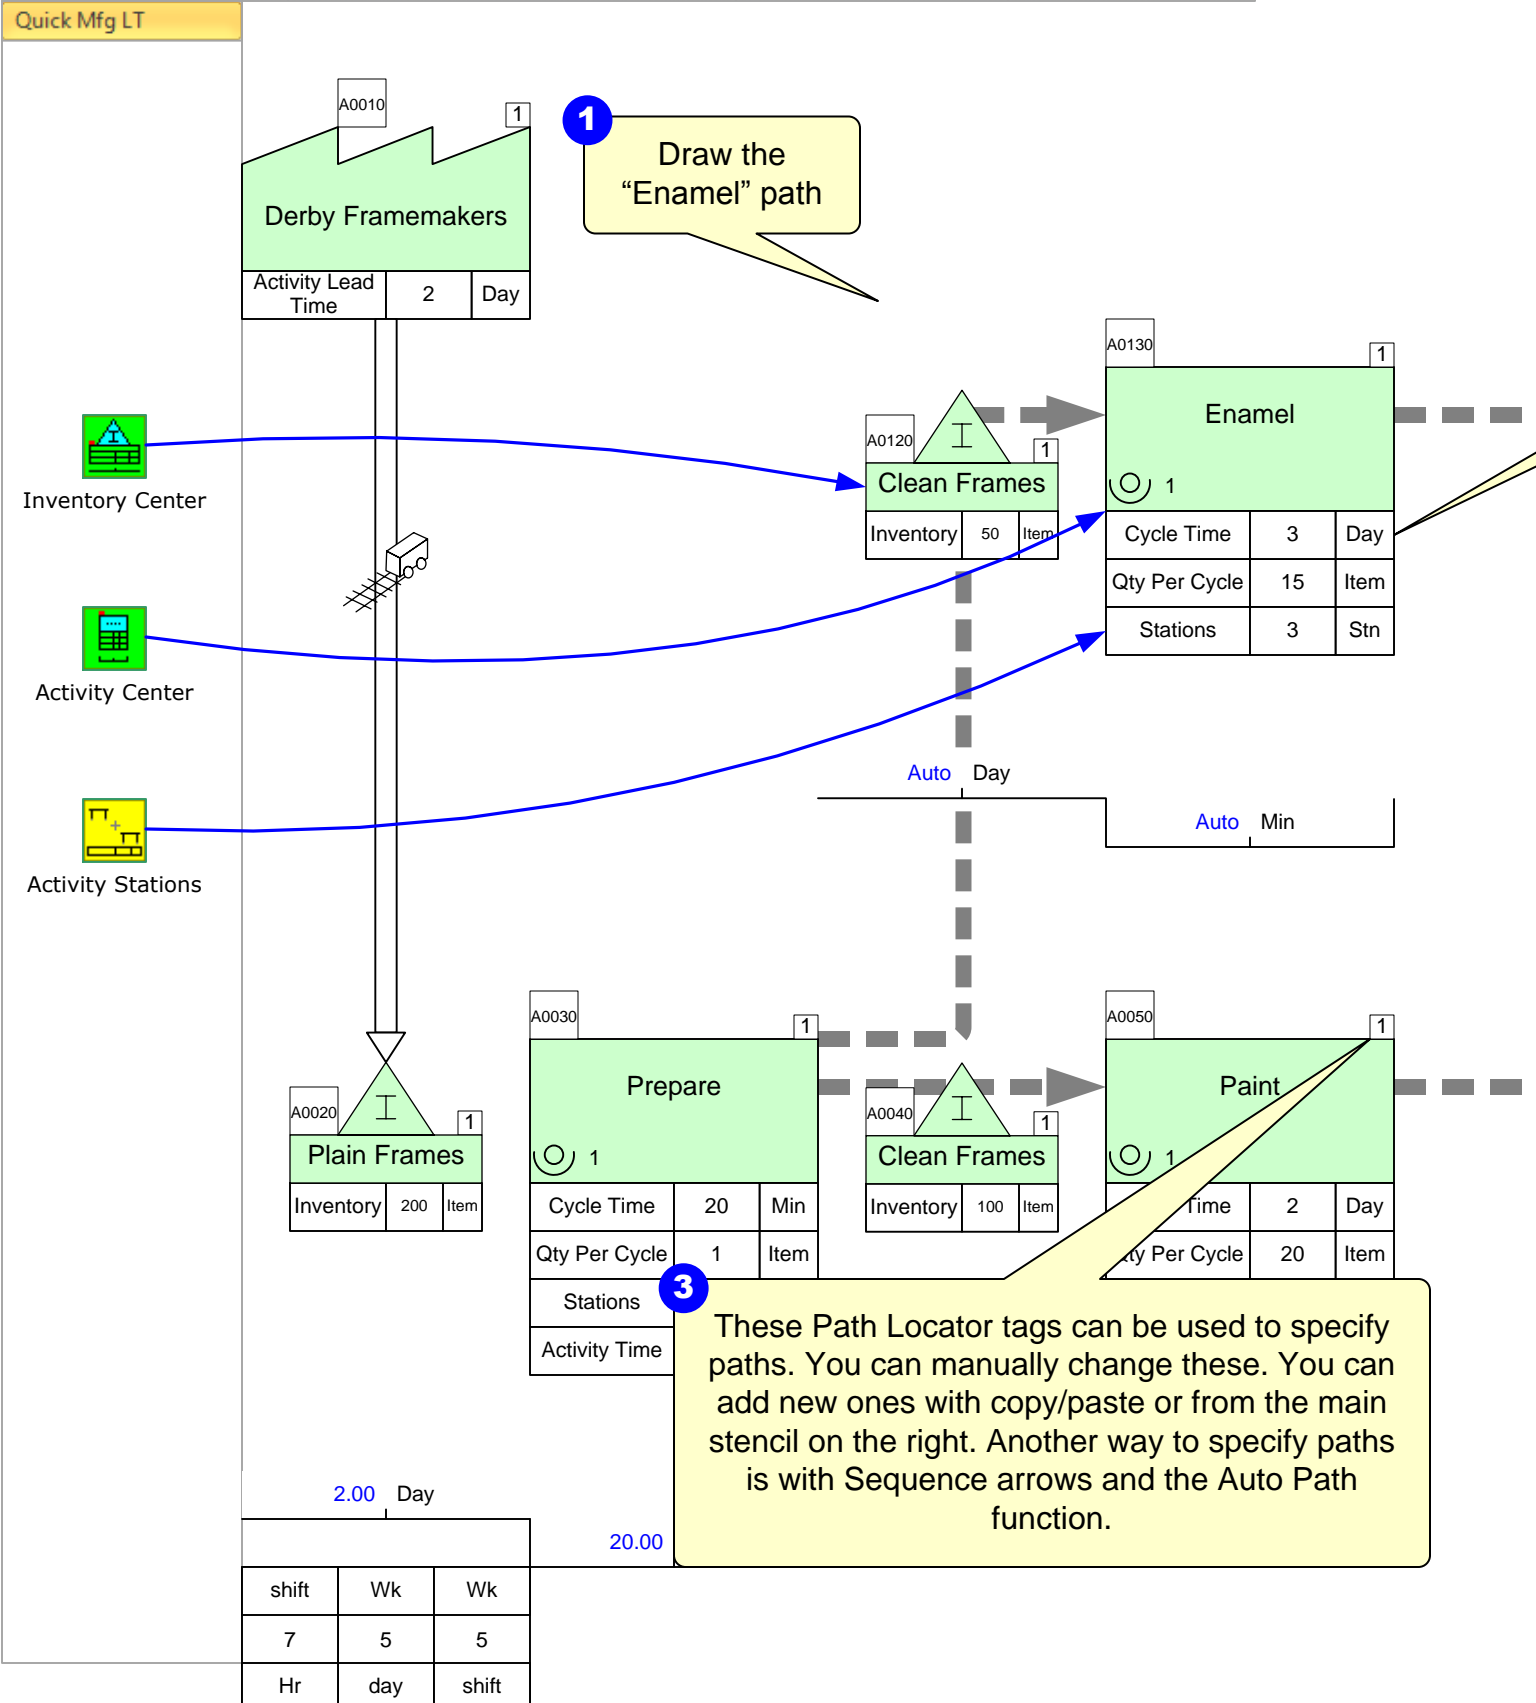 Quick Mfg LT
A0010
1
Derby Framemakers
Activity Lead
Time
2
Day
1
Draw the
“Enamel” path
A0130
1
Enamel
1
Cycle Time
3
Day
Qty Per Cycle
15
Item
Stations
3
Stn
A0120
I
1
Clean Frames
Inventory
50
Item
Inventory Center
Activity Center
Activity Stations
Auto
Day
Auto
Min
A0020
I
1
Plain Frames
Inventory
200
Item
A0030
1
Prepare
1
Cycle Time
20
Min
Qty Per Cycle
1
Item
Stations
Activity Time
A0040
I
1
Clean Frames
Inventory
100
Item
A0050
1
Paint
1
Time
2
Day
Qty Per Cycle
20
Item
3
These Path Locator tags can be used to specify
paths. You can manually change these. You can
add new ones with copy/paste or from the main
stencil on the right. Another way to specify paths
is with Sequence arrows and the Auto Path
function.
2.00
Day
20.00
shift
Wk
Wk
7
5
5
Hr
day
shift